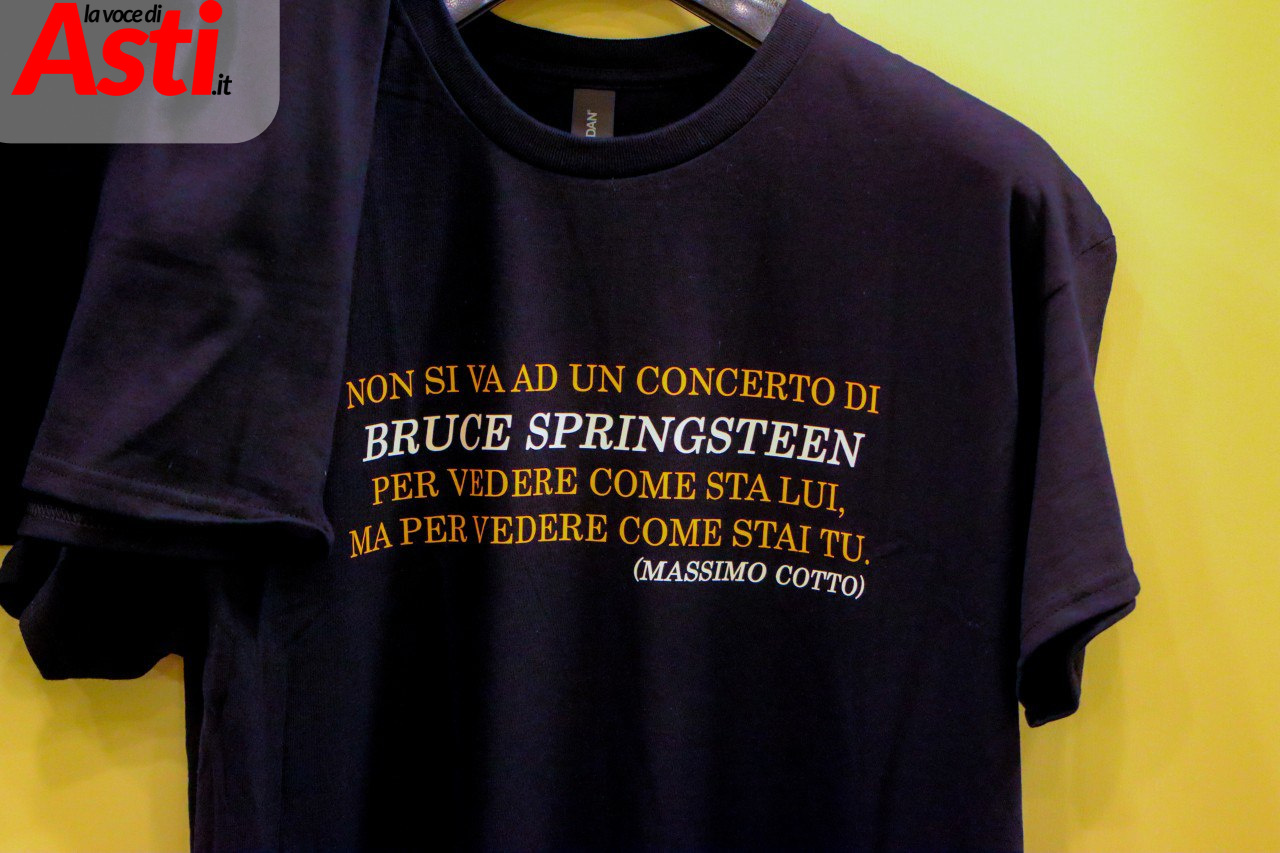 la voce di
Asti.it
DAN
NON SI VA AD UN CONCERTO DI
BRUCE SPRINGSTEEN
PER VEDERE COME STA LUI,
MA PER VEDERE COME STAI TU.
(MASSIMO COTTO)